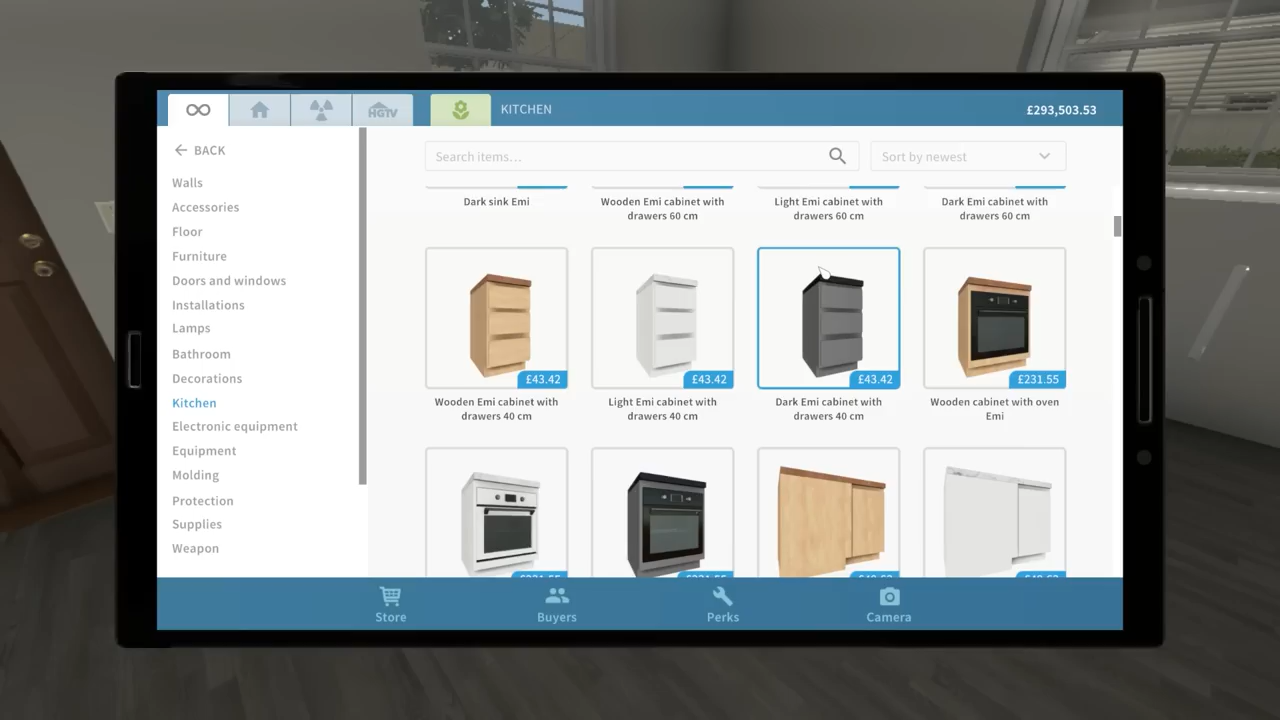 HGTV
KITCHEN
£293,503.53
BACK
Walls
Accessories
Floor
Furniture
Doors and windows
Installations
Lamps
Bathroom
Decorations
Kitchen
Electronic equipment
Equipment
Molding
Protection
Supplies
Weapon
Search items...
Sort by newest
Dark sink Emi
Wooden Emi cabinet with
drawers 60 cm
Light Emi cabinet with
drawers 60 cm
Dark Emi cabinet with
drawers 60 cm
£43.42
£43.42
£43.42
£231.55
Wooden Emi cabinet with
drawers 40 cm
Light Emi cabinet with
drawers 40 cm
Dark Emi cabinet with
drawers 40 cm
Wooden cabinet with oven
Emi
Store
Buyers
Perks
Camera